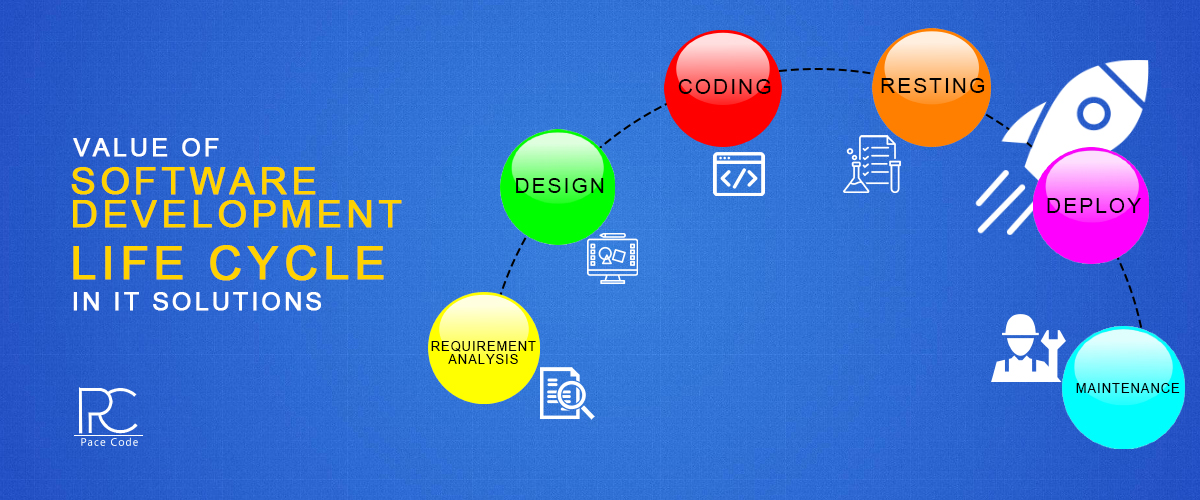 VALUE OF
SOFTWARE
DEVELOPMENT
LIFE CYCLE
IN IT SOLUTIONS
PC
Pace Code
REQUIREMENT
ANALYSIS
DESIGN
CODING
RESTING
DEPLOY
MAINTENANCE